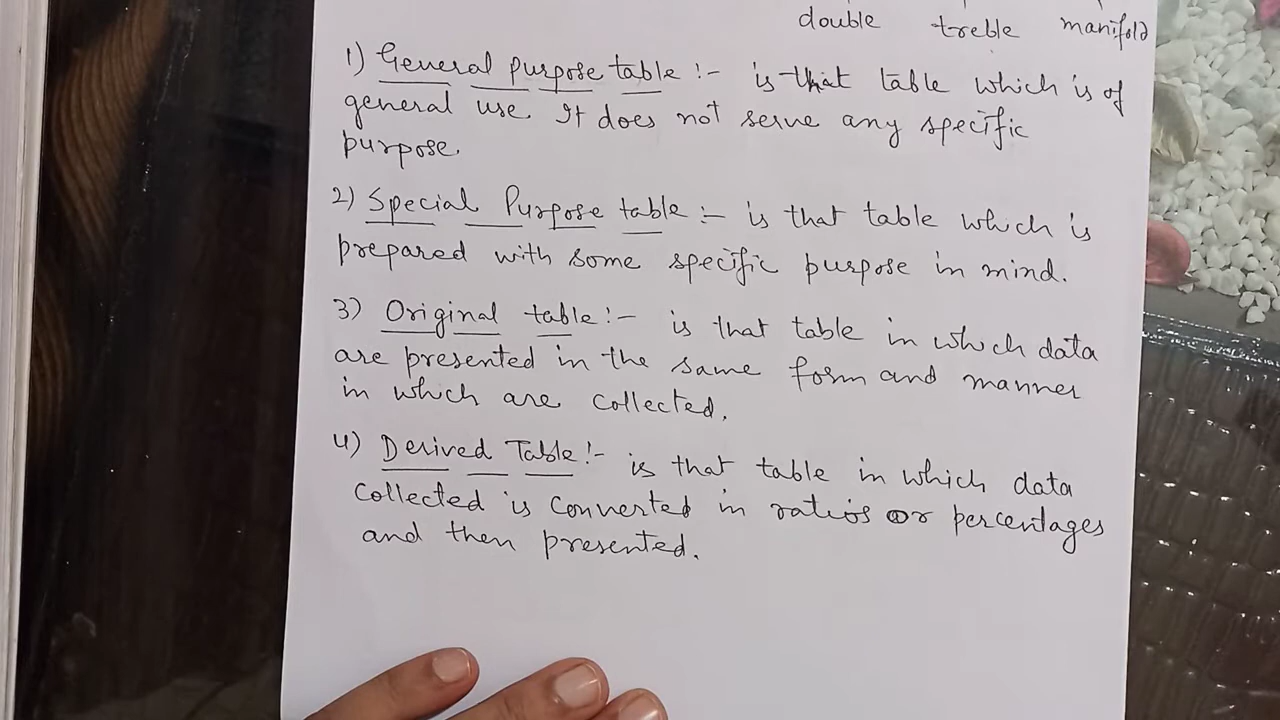 double treble manifold
1) General purpose table :- is that table which is of
general use. It does not serve any specific
purpose.
2) Special Purpose table :- is that table which is
prepared with some specific purpose in mind.
3) Original table :- is that table in which data
are presented in the same form and manner
in which are collected.
4) Derived Table :- is that table in which data
collected is converted in ratios or percentages
and then presented.